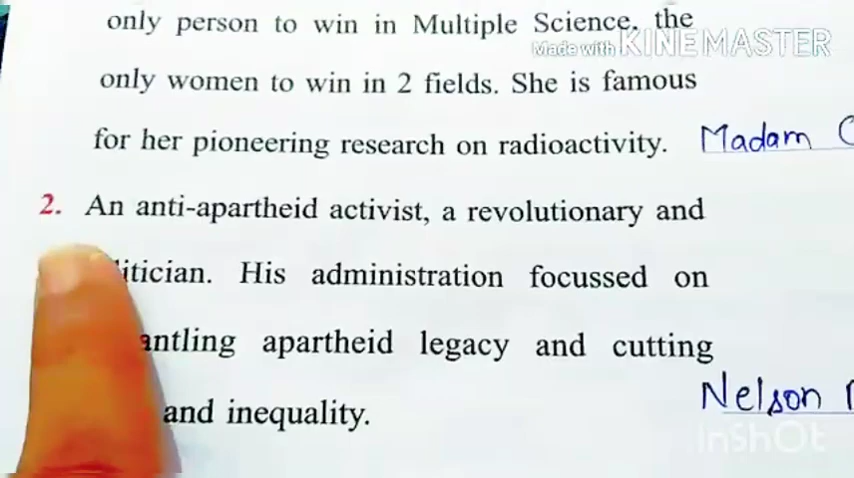 only person to win in Multiple Science, the
Made with KINEMASTER
only women to win in 2 fields. She is famous
for her pioneering research on radioactivity. Madam
2. An anti-apartheid activist, a revolutionary and
itician. His administration focussed on
antling apartheid legacy and cutting
and inequality. Nelson
InShOt